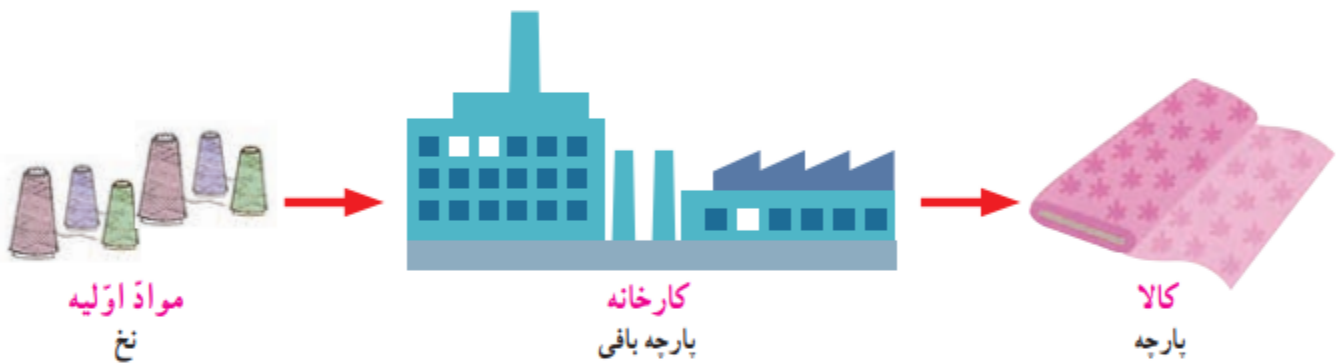 موادّ اوّلیه
نخ
کارخانه
پارچه بافی
کالا
پارچه